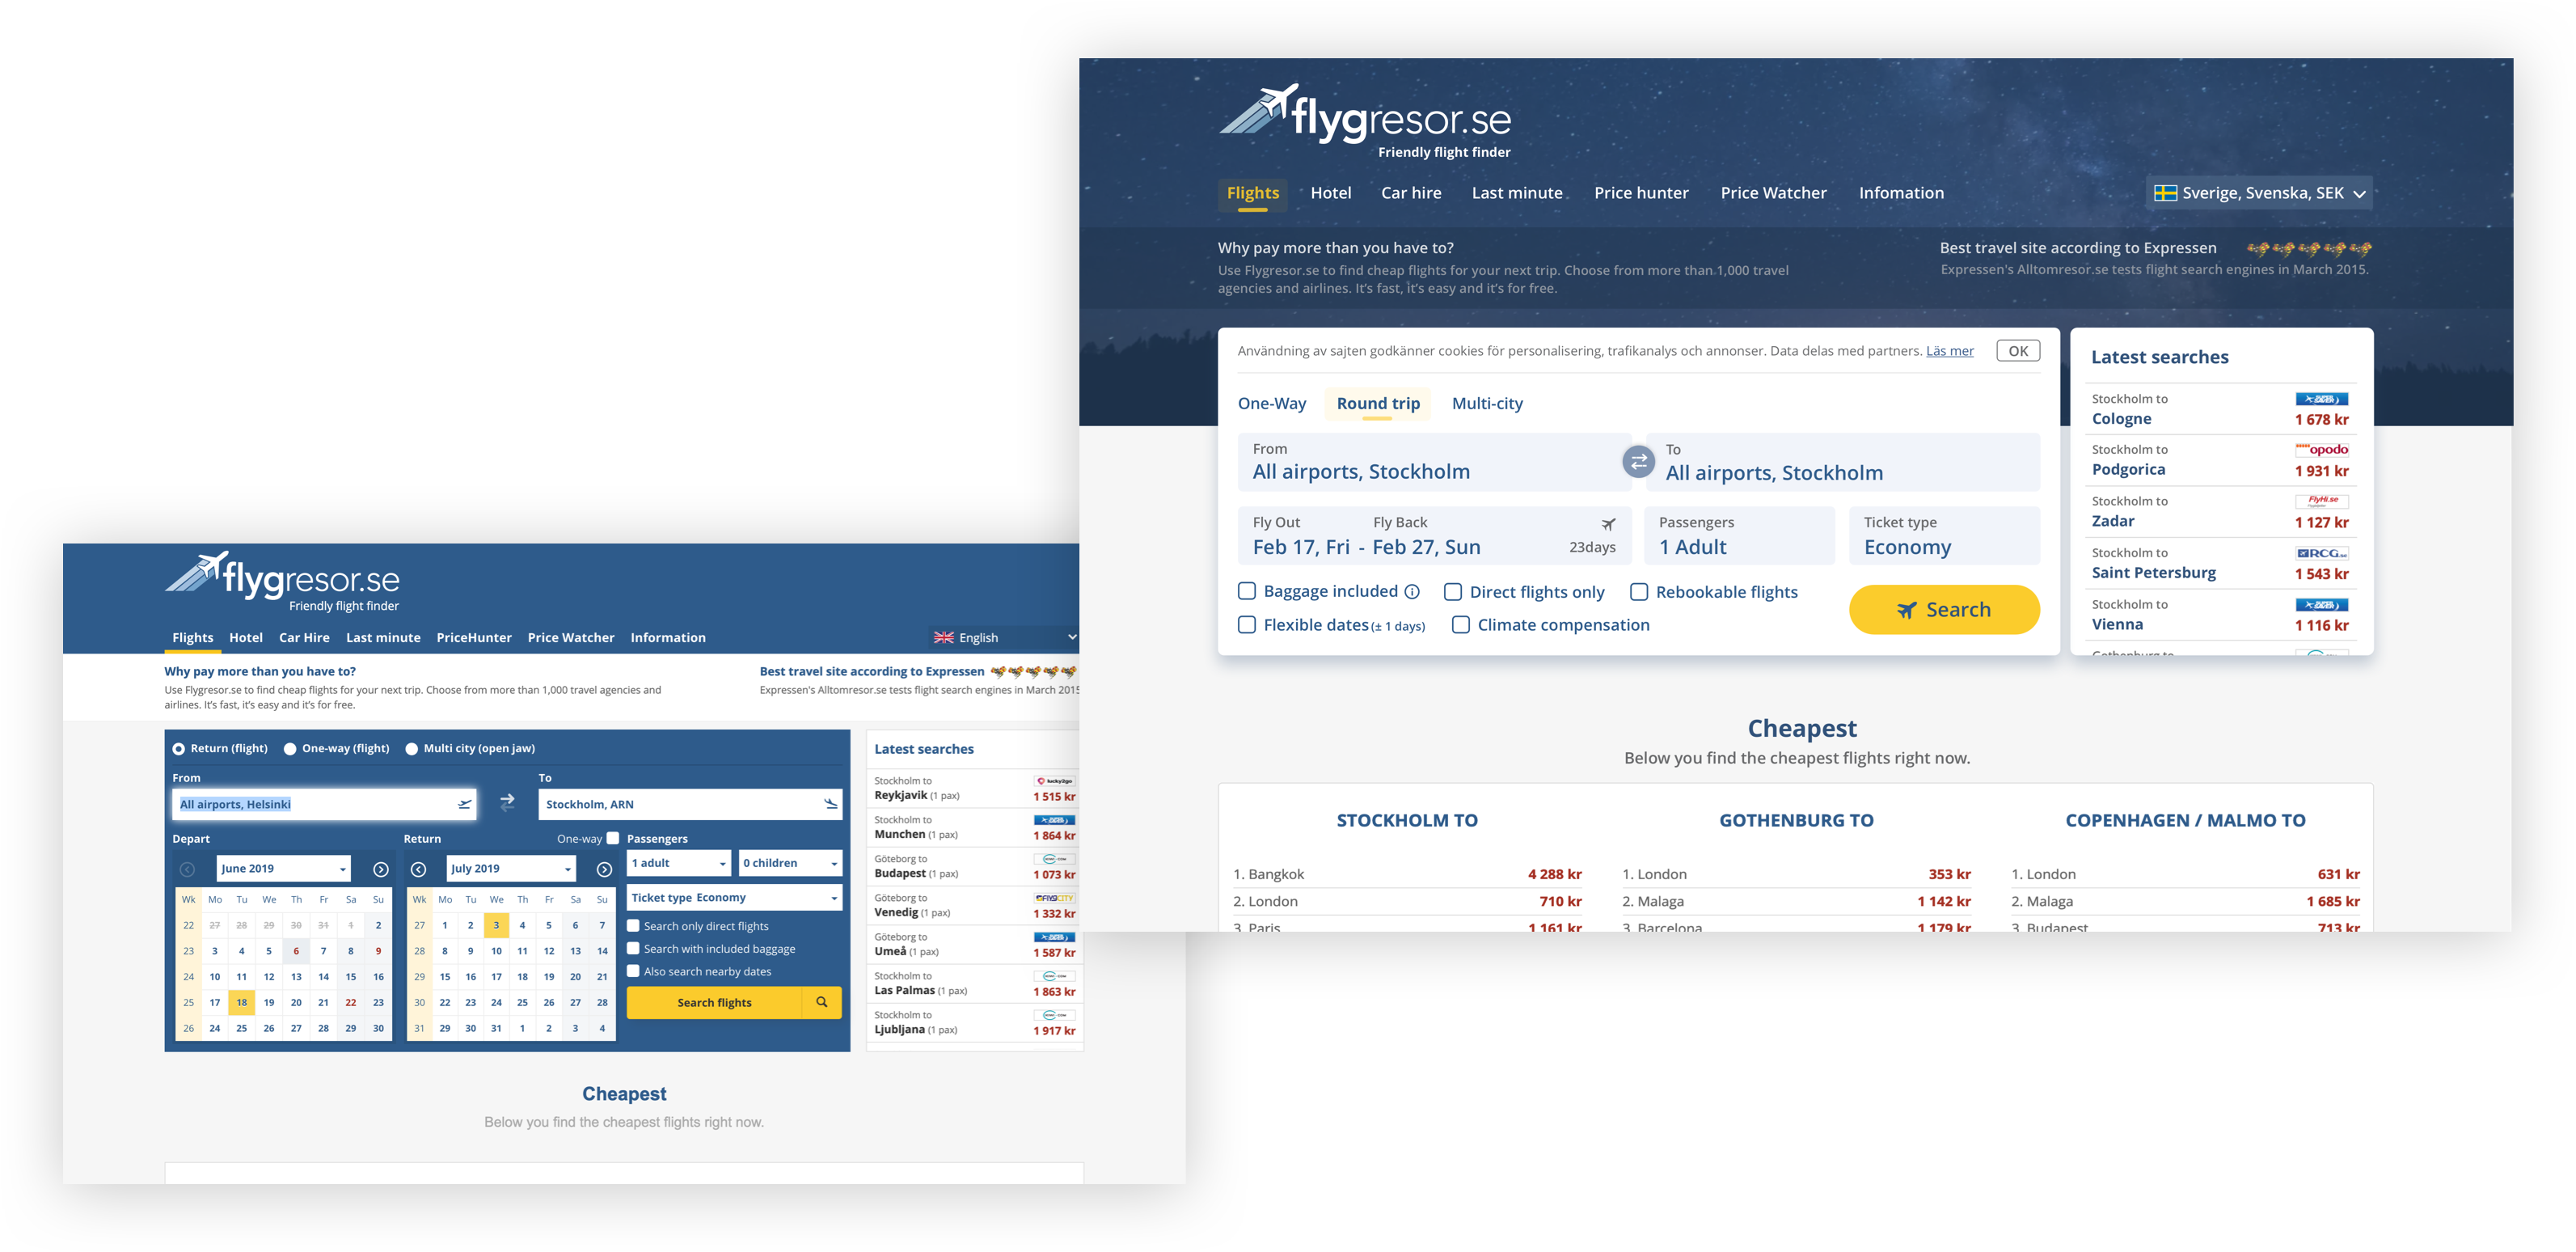 flygresor.se
Friendly flight finder
Flights Hotel Car hire Last minute Price hunter Price Watcher Infomation
Sverige, Svenska, SEK
Why pay more than you have to?
Use Flygresor.se to find cheap flights for your next trip. Choose from more than 1,000 travel
agencies and airlines. It's fast, it's easy and it's for free.
Best travel site according to Expressen
Expressen's Alltomresor.se tests flight search engines in March 2015.
Användning av sajten godkänner cookies för personalisering, trafikanalys och annonser. Data delas med partners. Läs mer OK
One-Way Round trip Multi-city
From
All airports, Stockholm
To
All airports, Stockholm
Fly Out Fly Back
Feb 17, Fri - Feb 27, Sun 23days
Passengers
1 Adult
Ticket type
Economy
Baggage included Direct flights only Rebookable flights
Flexible dates (± 1 days) Climate compensation
Search
Latest searches
Stockholm to
Cologne 1 678 kr
Stockholm to opodo
Podgorica 1 931 kr
Stockholm to FlyHi.se
Zadar 1 127 kr
Stockholm to RCG.se
Saint Petersburg 1 543 kr
Stockholm to
Vienna 1 116 kr
Gothenburg to
Cheapest
Below you find the cheapest flights right now.
STOCKHOLM TO
1. Bangkok 4 288 kr
2. London 710 kr
3. Paris 1 161 kr
GOTHENBURG TO
1. London 353 kr
2. Malaga 1 142 kr
3. Barcelona 1 179 kr
COPENHAGEN / MALMO TO
1. London 631 kr
2. Malaga 1 685 kr
3. Budapest 713 kr
flygresor.se
Friendly flight finder
Flights Hotel Car Hire Last minute PriceHunter Price Watcher Information
English
Why pay more than you have to?
Use Flygresor.se to find cheap flights for your next trip. Choose from more than 1,000 travel agencies and
airlines. It's fast, it's easy and it's for free.
Best travel site according to Expressen
Expressen's Alltomresor.se tests flight search engines in March 2015
Return (flight) One-way (flight) Multi city (open jaw)
From
All airports, Helsinki
To
Stockholm, ARN
Depart
June 2019
Wk Mo Tu We Th Fr Sa Su
22 27 28 29 30 31 1 2
23 3 4 5 6 7 8 9
24 10 11 12 13 14 15 16
25 17 18 19 20 21 22 23
26 24 25 26 27 28 29 30
Return One-way
July 2019
Wk Mo Tu We Th Fr Sa Su
27 1 2 3 4 5 6 7
28 8 9 10 11 12 13 14
29 15 16 17 18 19 20 21
30 22 23 24 25 26 27 28
31 29 30 31 1 2 3 4
Passengers
1 adult 0 children
Ticket type Economy
Search only direct flights
Search with included baggage
Also search nearby dates
Search flights
Latest searches
Stockholm to lucky2go
Reykjavik (1 pax) 1 515 kr
Stockholm to
Munchen (1 pax) 1 864 kr
Göteborg to
Budapest (1 pax) 1 073 kr
Göteborg to
Venedig (1 pax) 1 332 kr
Göteborg to
Umeå (1 pax) 1 587 kr
Stockholm to
Las Palmas (1 pax) 1 863 kr
Stockholm to
Ljubljana (1 pax) 1 917 kr
Cheapest
Below you find the cheapest flights right now.